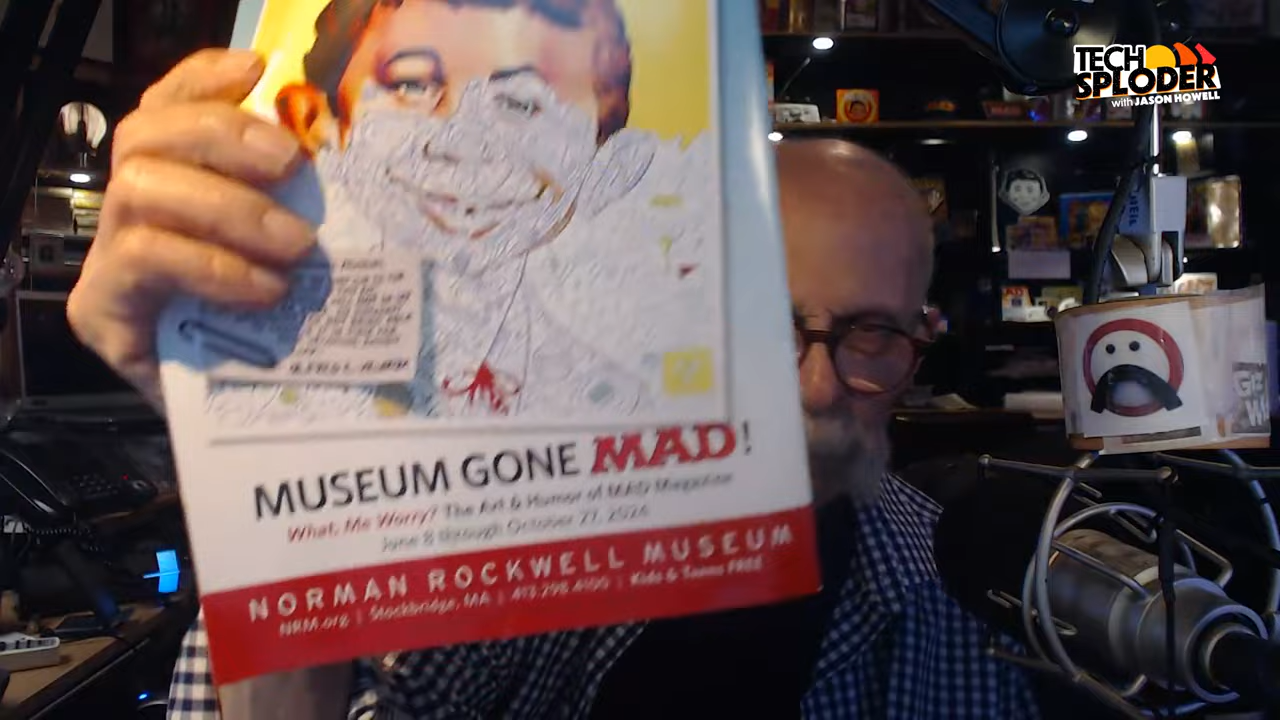 TECH
SPLODER
with JASON HOWELL
MUSEUM GONE MAD!
What, Me Worry? The Art & Humor of MAD Magazine
June 8 through October 27, 2024
NORMAN ROCKWELL MUSEUM
NRM.org | Stockbridge, MA | 413-298-4100 | Kids & Teens FREE